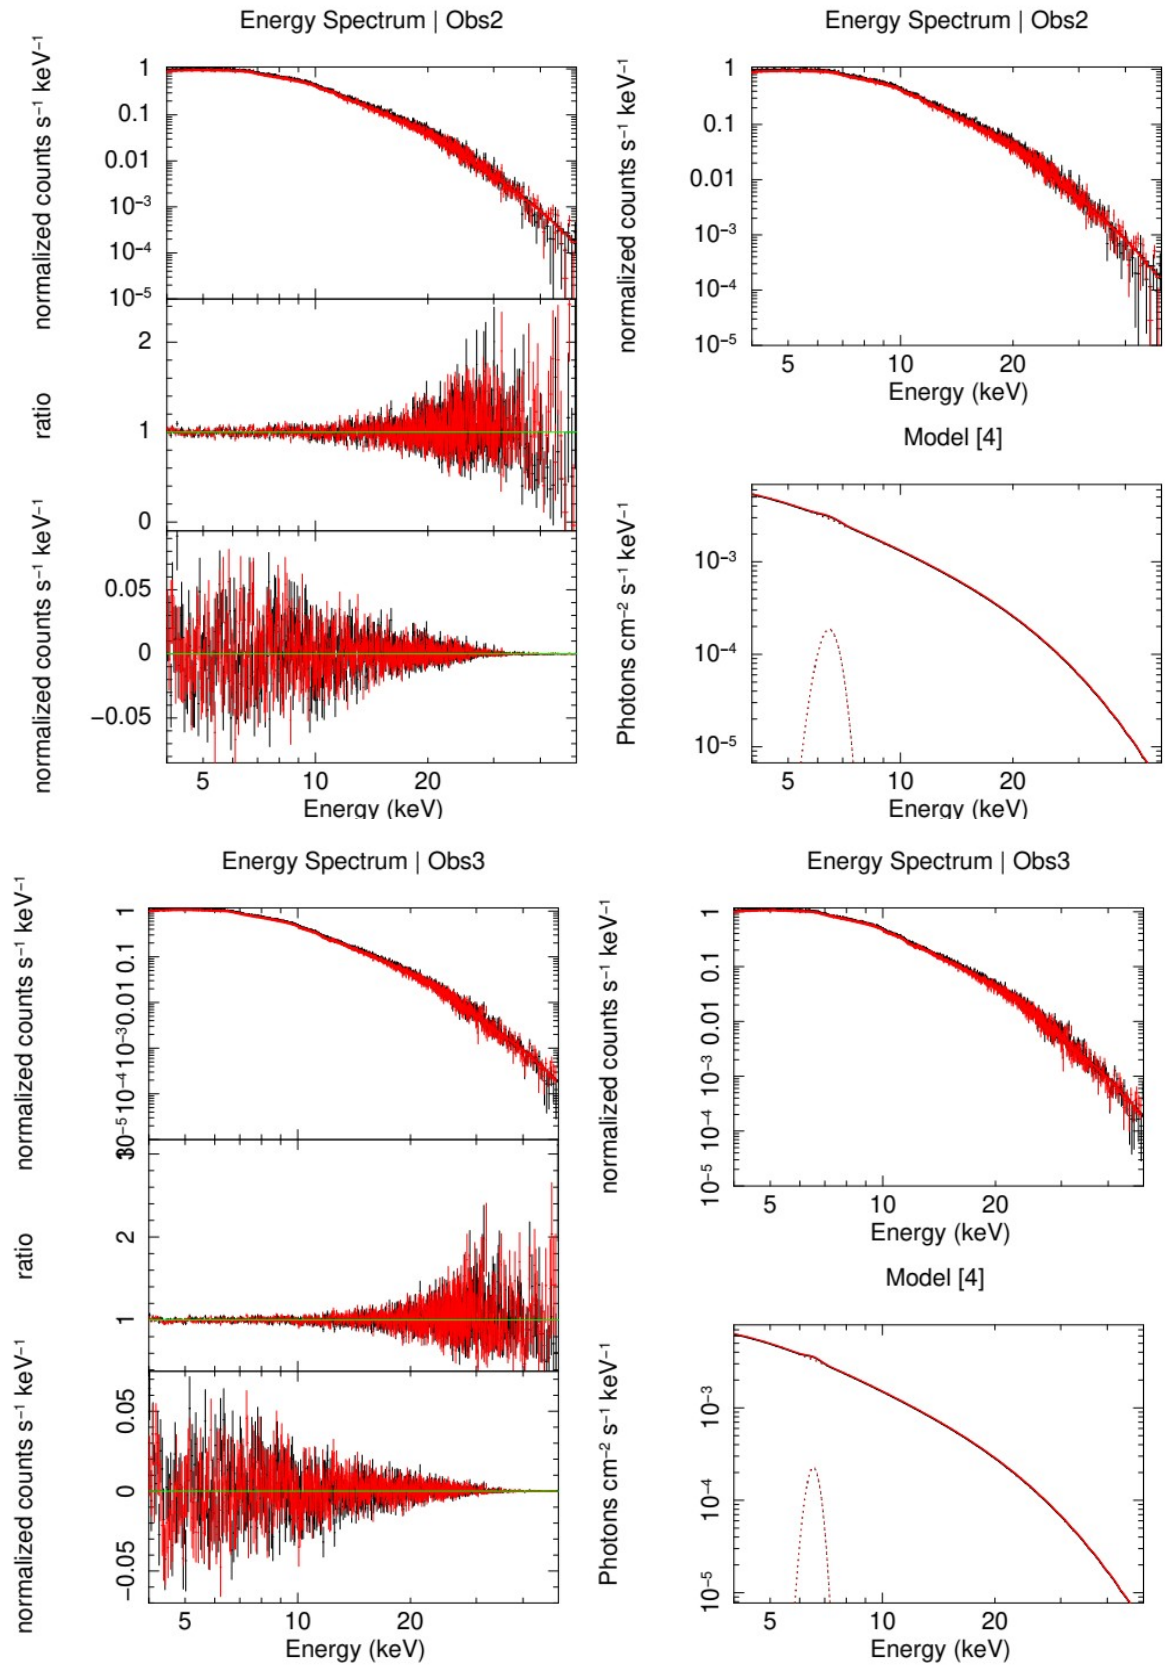 Energy Spectrum | Obs2
normalized counts s⁻¹ keV⁻¹
1
0.1
0.01
10⁻³
10⁻⁴
10⁻⁵
ratio
2
1
0
normalized counts s⁻¹ keV⁻¹
0.05
0
−0.05
5 10 20
Energy (keV)
Energy Spectrum | Obs2
normalized counts s⁻¹ keV⁻¹
1
0.1
0.01
10⁻³
10⁻⁴
10⁻⁵
5 10 20
Energy (keV)
Model [4]
Photons cm⁻² s⁻¹ keV⁻¹
10⁻³
10⁻⁴
10⁻⁵
5 10 20
Energy (keV)
Energy Spectrum | Obs3
normalized counts s⁻¹ keV⁻¹
1
0.1
0.01
10⁻³
10⁻⁴
10⁻⁵
ratio
3
2
1
normalized counts s⁻¹ keV⁻¹
0.05
0
−0.05
5 10 20
Energy (keV)
Energy Spectrum | Obs3
normalized counts s⁻¹ keV⁻¹
1
0.1
0.01
10⁻³
10⁻⁴
10⁻⁵
5 10 20
Energy (keV)
Model [4]
Photons cm⁻² s⁻¹ keV⁻¹
10⁻³
10⁻⁴
10⁻⁵
5 10 20
Energy (keV)